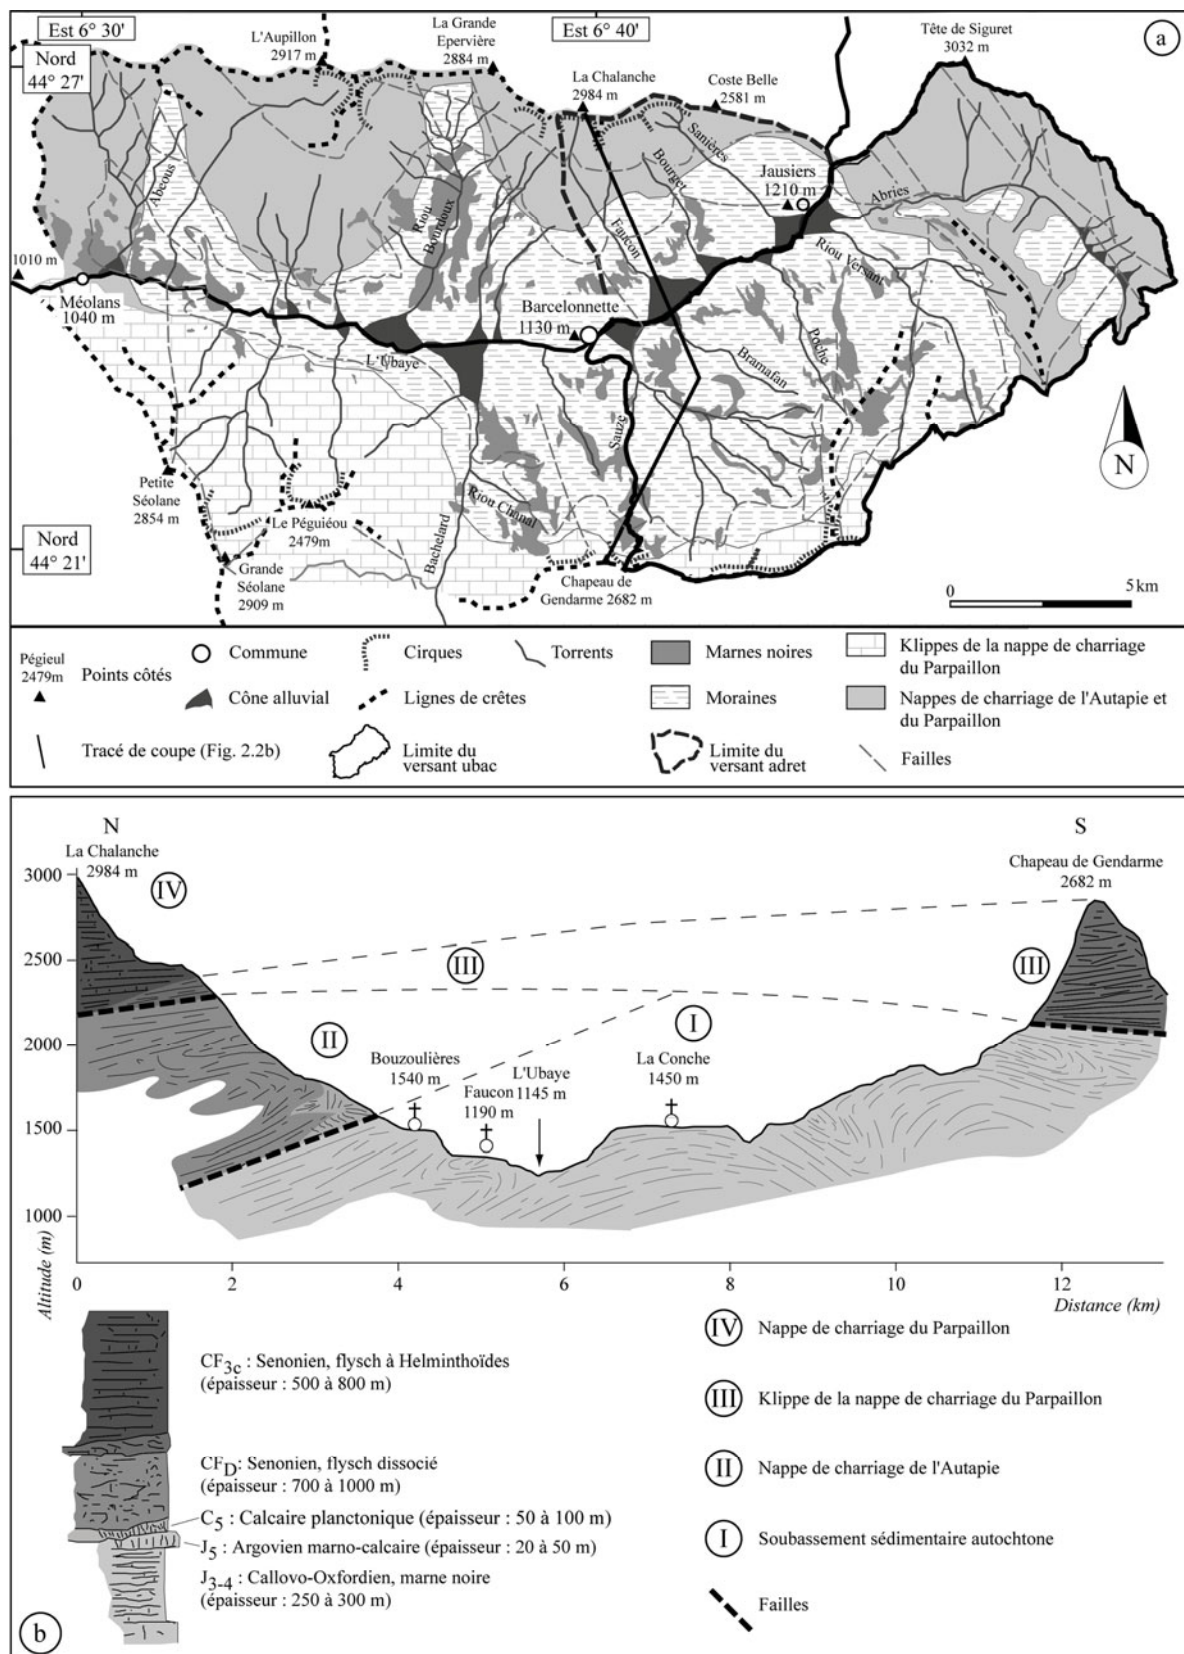 Est 6° 30'
Est 6° 40'
Nord
44° 27'
L'Aupillon
2917 m
La Grande
Epervière
2884 m
La Chalanche
2984 m
Coste Belle
2581 m
Tête de Siguret
3032 m
a
Abéous
Riou
Bourdoux
Faucon
Bourget
Sanières
Jausiers
1210 m
Abries
Riou Versant
1010 m
Méolans
1040 m
Barcelonnette
1130 m
L'Ubaye
Bramafan
Poche
Sauze
Petite
Séolane
2854 m
Le Péguiéou
2479m
Riou Chanal
Bachelard
N
Nord
44° 21'
Grande
Séolane
2909 m
Chapeau de
Gendarme 2682 m
0
5 km
Pégieul
2479m
Points côtés
Commune
Cirques
Torrents
Marnes noires
Klippes de la nappe de charriage
du Parpaillon
Cône alluvial
Lignes de crêtes
Moraines
Nappes de charriage de l'Autapie et
du Parpaillon
Tracé de coupe (Fig. 2.2b)
Limite du
versant ubac
Limite du
versant adret
Failles
N
S
La Chalanche
2984 m
Chapeau de Gendarme
2682 m
3000
2500
2000
1500
1000
Altitude (m)
IV
III
III
II
I
Bouzoulières
1540 m
Faucon
1190 m
L'Ubaye
1145 m
La Conche
1450 m
0
2
4
6
8
10
12
Distance (km)
CF3c : Senonien, flysch à Helminthoïdes
(épaisseur : 500 à 800 m)
CFD: Senonien, flysch dissocié
(épaisseur : 700 à 1000 m)
C5 : Calcaire planctonique (épaisseur : 50 à 100 m)
J5 : Argovien marno-calcaire (épaisseur : 20 à 50 m)
J3-4 : Callovo-Oxfordien, marne noire
(épaisseur : 250 à 300 m)
IV Nappe de charriage du Parpaillon
III Klippe de la nappe de charriage du Parpaillon
II Nappe de charriage de l'Autapie
I Soubassement sédimentaire autochtone
Failles
b